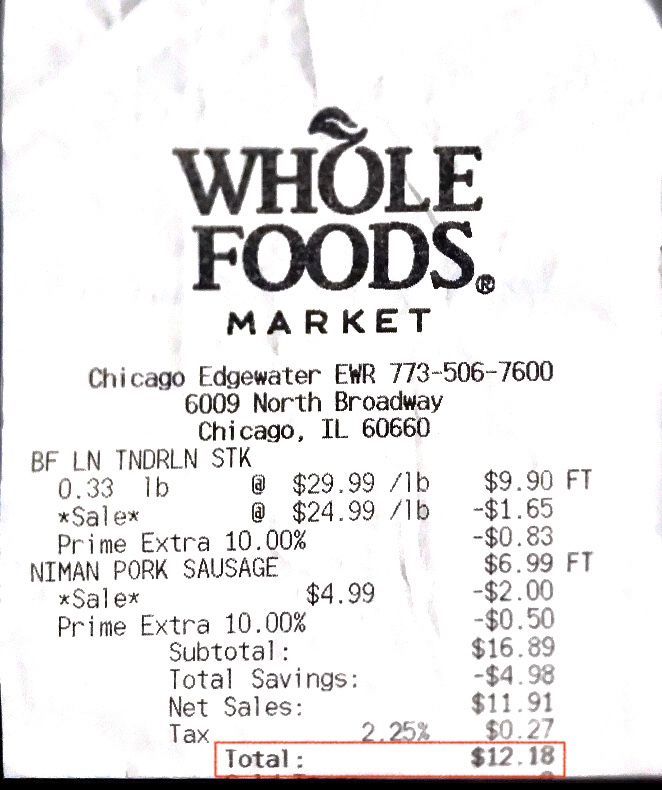 WHOLE
FOODS®
MARKET
Chicago Edgewater EWR 773-506-7600
6009 North Broadway
Chicago, IL 60660
BF LN TNDRLN STK
0.33 lb @ $29.99 /lb $9.90 FT
*Sale* @ $24.99 /lb -$1.65
Prime Extra 10.00% -$0.83
NIMAN PORK SAUSAGE $6.99 FT
*Sale* $4.99 -$2.00
Prime Extra 10.00% -$0.50
Subtotal: $16.89
Total Savings: -$4.98
Net Sales: $11.91
Tax 2.25% $0.27
Total: $12.18